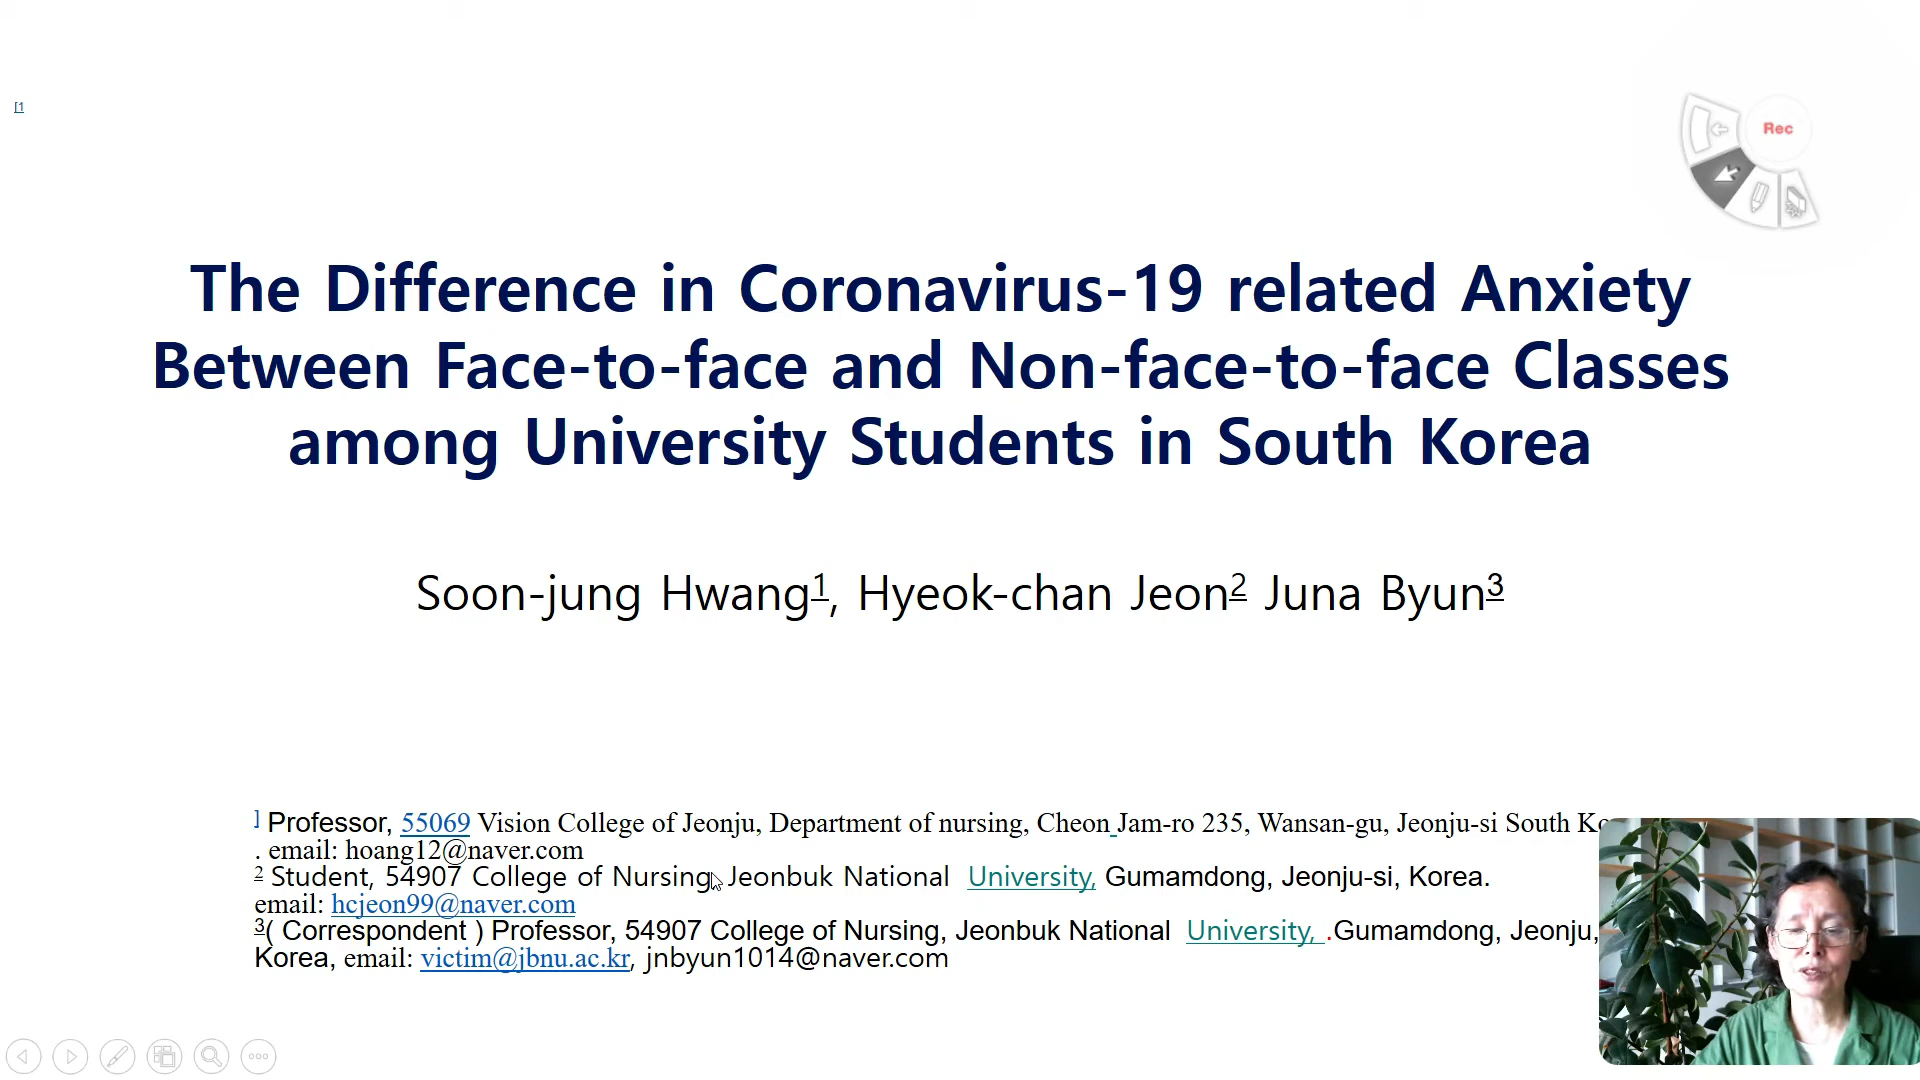 [1
Rec
The Difference in Coronavirus-19 related Anxiety
Between Face-to-face and Non-face-to-face Classes
among University Students in South Korea
Soon-jung Hwang1, Hyeok-chan Jeon2 Juna Byun3
] Professor, 55069 Vision College of Jeonju, Department of nursing, Cheon Jam-ro 235, Wansan-gu, Jeonju-si South
. email: hoang12@naver.com
2 Student, 54907 College of Nursing, Jeonbuk National University, Gumamdong, Jeonju-si, Korea.
email: hcjeon99@naver.com
3( Correspondent ) Professor, 54907 College of Nursing, Jeonbuk National University, .Gumamdong, Jeonju,
Korea, email: victim@jbnu.ac.kr, jnbyun1014@naver.com